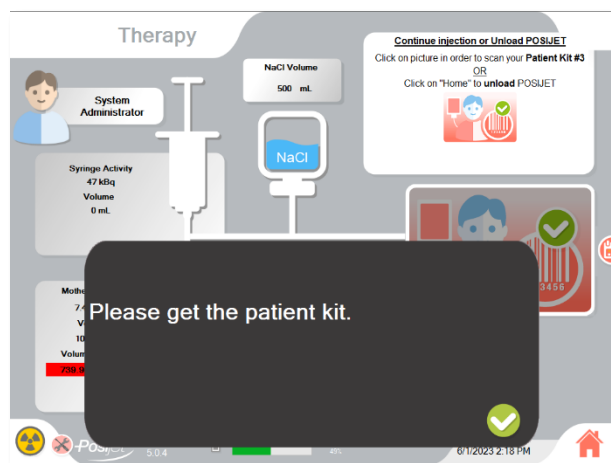 Therapy
Continue injection or Unload POSIJET
Click on picture in order to scan your Patient Kit #3
OR
Click on "Home" to unload POSIJET
NaCl Volume
500 mL
System
Administrator
NaCl
Syringe Activity
47 kBq
Volume
0 mL
3456
Please get the patient kit.
Posijet
5.0.4
49%
6/1/2023 2:18 PM